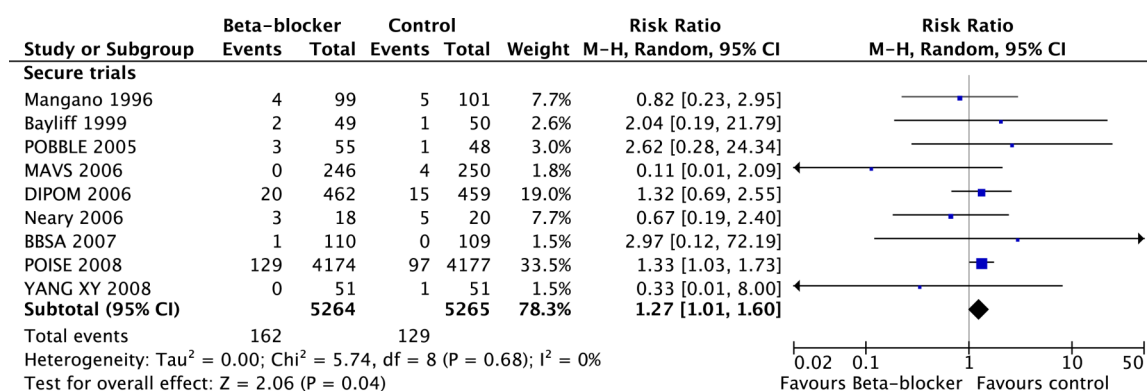 Beta-blocker Control Risk Ratio Risk Ratio
Study or Subgroup Events Total Events Total Weight M-H, Random, 95% CI M-H, Random, 95% CI
Secure trials
Mangano 1996 4 99 5 101 7.7% 0.82 [0.23, 2.95]
Bayliff 1999 2 49 1 50 2.6% 2.04 [0.19, 21.79]
POBBLE 2005 3 55 1 48 3.0% 2.62 [0.28, 24.34]
MAVS 2006 0 246 4 250 1.8% 0.11 [0.01, 2.09]
DIPOM 2006 20 462 15 459 19.0% 1.32 [0.69, 2.55]
Neary 2006 3 18 5 20 7.7% 0.67 [0.19, 2.40]
BBSA 2007 1 110 0 109 1.5% 2.97 [0.12, 72.19]
POISE 2008 129 4174 97 4177 33.5% 1.33 [1.03, 1.73]
YANG XY 2008 0 51 1 51 1.5% 0.33 [0.01, 8.00]
Subtotal (95% CI) 5264 5265 78.3% 1.27 [1.01, 1.60]
Total events 162 129
Heterogeneity: Tau² = 0.00; Chi² = 5.74, df = 8 (P = 0.68); I² = 0%
Test for overall effect: Z = 2.06 (P = 0.04)
0.02 0.1 1 10 50
Favours Beta-blocker Favours control